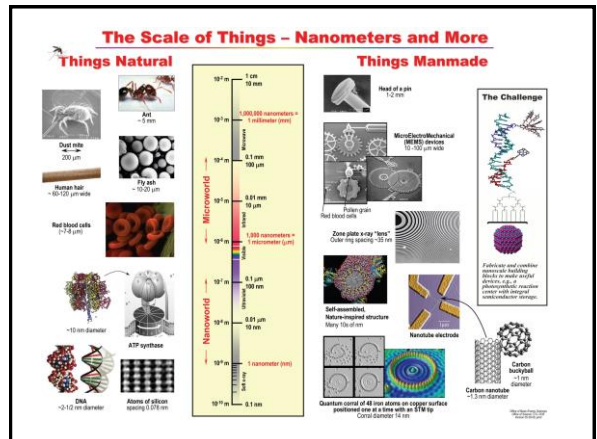 The Scale of Things – Nanometers and More
Things Natural
Things Manmade
Ant
~ 5 mm
Dust mite
200 µm
Human hair
~ 60-120 µm wide
Fly ash
~ 10-20 µm
Red blood cells
(~7-8 µm)
~10 nm diameter
ATP synthase
DNA
~2-1/2 nm diameter
Atoms of silicon
spacing 0.078 nm
10⁻² m
1 cm
10 mm
1,000,000 nanometers =
10⁻³ m
1 millimeter (mm)
Microwave
10⁻⁴ m
0.1 mm
100 µm
Microworld
10⁻⁵ m
0.01 mm
10 µm
Infrared
1,000 nanometers =
10⁻⁶ m
1 micrometer (µm)
Visible
10⁻⁷ m
0.1 µm
100 nm
Ultraviolet
Nanoworld
10⁻⁸ m
0.01 µm
10 nm
10⁻⁹ m
1 nanometer (nm)
Soft x-ray
10⁻¹⁰ m
0.1 nm
Head of a pin
1-2 mm
MicroElectroMechanical
(MEMS) devices
10 -100 µm wide
Pollen grain
Red blood cells
Zone plate x-ray "lens"
Outer ring spacing ~35 nm
Self-assembled,
Nature-inspired structure
Many 10s of nm
Nanotube electrode
Quantum corral of 48 iron atoms on copper surface
positioned one at a time with an STM tip
Corral diameter 14 nm
Carbon
buckyball
~1 nm
diameter
Carbon nanotube
~1.3 nm diameter
The Challenge
Fabricate and combine
nanoscale building
blocks to make useful
devices, e.g., a
photosynthetic reaction
center with integral
semiconductor storage.